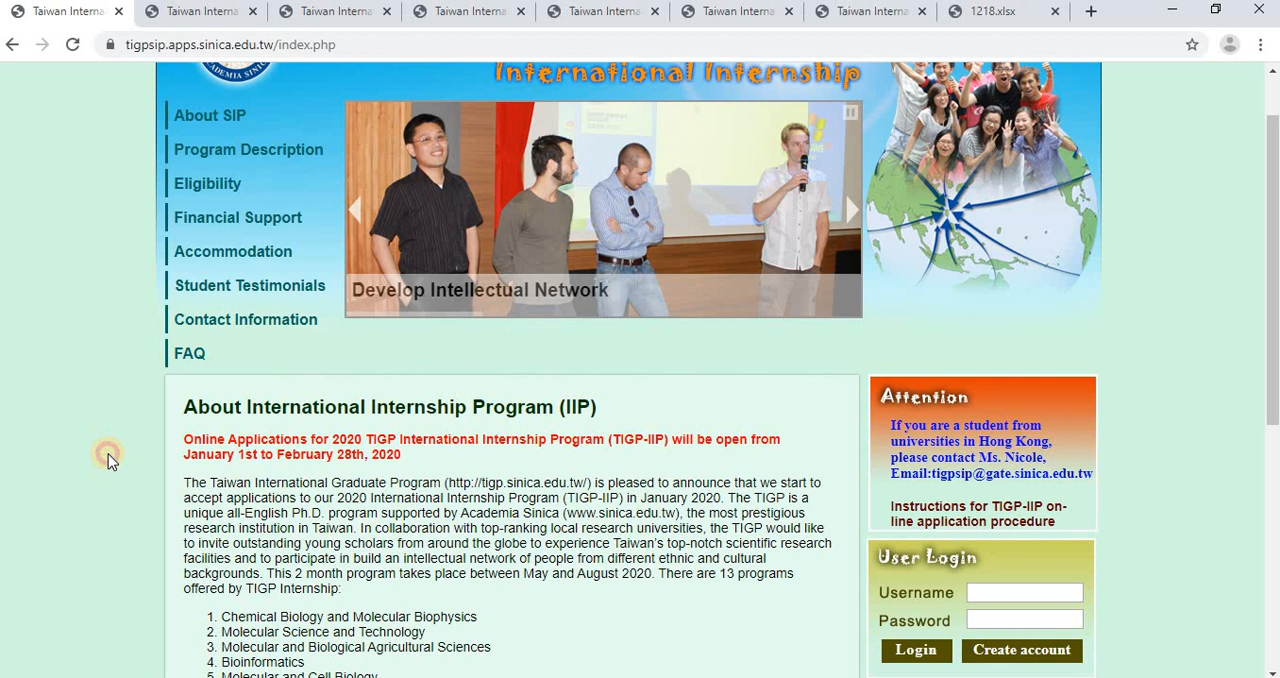 Taiwan Interna
Taiwan Interna
Taiwan Interna
Taiwan Interna
Taiwan Interna
Taiwan Interna
Taiwan Interna
1218.xlsx
tigpsip.apps.sinica.edu.tw/index.php
International Internship
About SIP
Program Description
Eligibility
Financial Support
Accommodation
Student Testimonials
Contact Information
FAQ
Develop Intellectual Network
About International Internship Program (IIP)
Online Applications for 2020 TIGP International Internship Program (TIGP-IIP) will be open from
January 1st to February 28th, 2020
The Taiwan International Graduate Program (http://tigp.sinica.edu.tw/) is pleased to announce that we start to
accept applications to our 2020 International Internship Program (TIGP-IIP) in January 2020. The TIGP is a
unique all-English Ph.D. program supported by Academia Sinica (www.sinica.edu.tw), the most prestigious
research institution in Taiwan. In collaboration with top-ranking local research universities, the TIGP would like
to invite outstanding young scholars from around the globe to experience Taiwan's top-notch scientific research
facilities and to participate in build an intellectual network of people from different ethnic and cultural
backgrounds. This 2 month program takes place between May and August 2020. There are 13 programs
offered by TIGP Internship:
1. Chemical Biology and Molecular Biophysics
2. Molecular Science and Technology
3. Molecular and Biological Agricultural Sciences
4. Bioinformatics
5. Molecular and Cell Biology
Attention
If you are a student from
universities in Hong Kong,
please contact Ms. Nicole,
Email:tigpsip@gate.sinica.edu.tw
Instructions for TIGP-IIP on-
line application procedure
User Login
Username
Password
Login
Create account